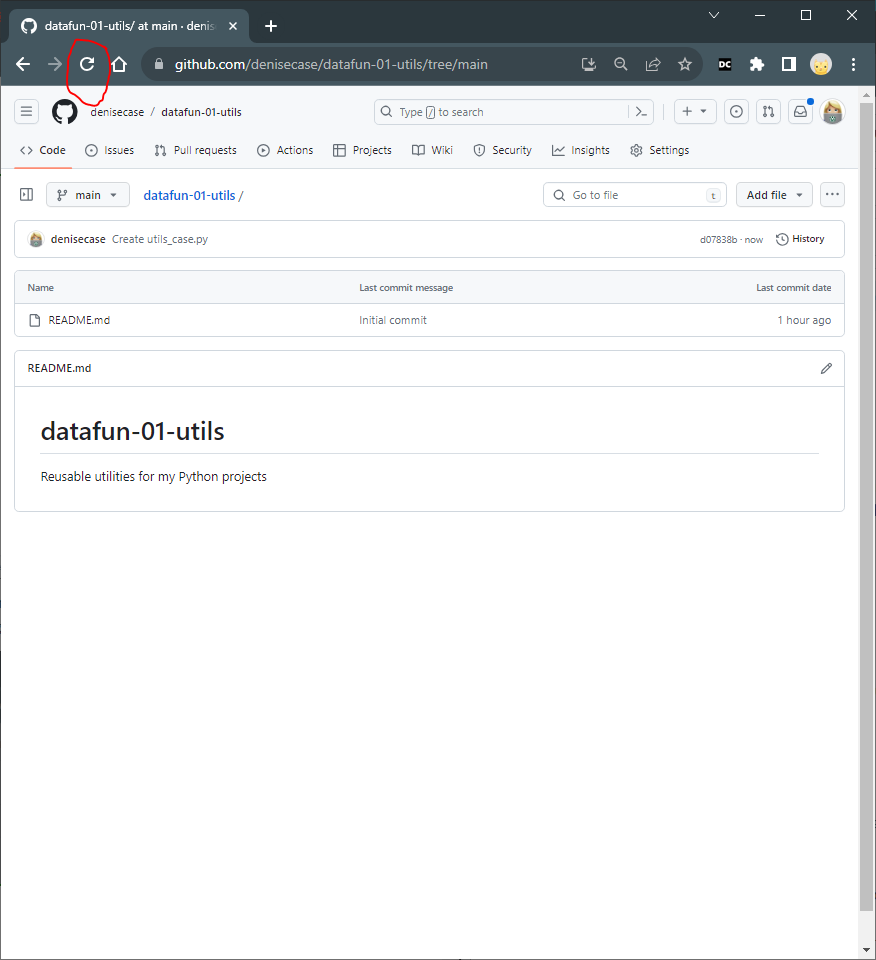 datafun-01-utils/ at main · denis
github.com/denisecase/datafun-01-utils/tree/main
DC
denisecase / datafun-01-utils
Type / to search
Code Issues Pull requests Actions Projects Wiki Security Insights Settings
main datafun-01-utils / Go to file t Add file
denisecase Create utils_case.py d07838b · now History
Name Last commit message Last commit date
README.md Initial commit 1 hour ago
README.md
datafun-01-utils
Reusable utilities for my Python projects